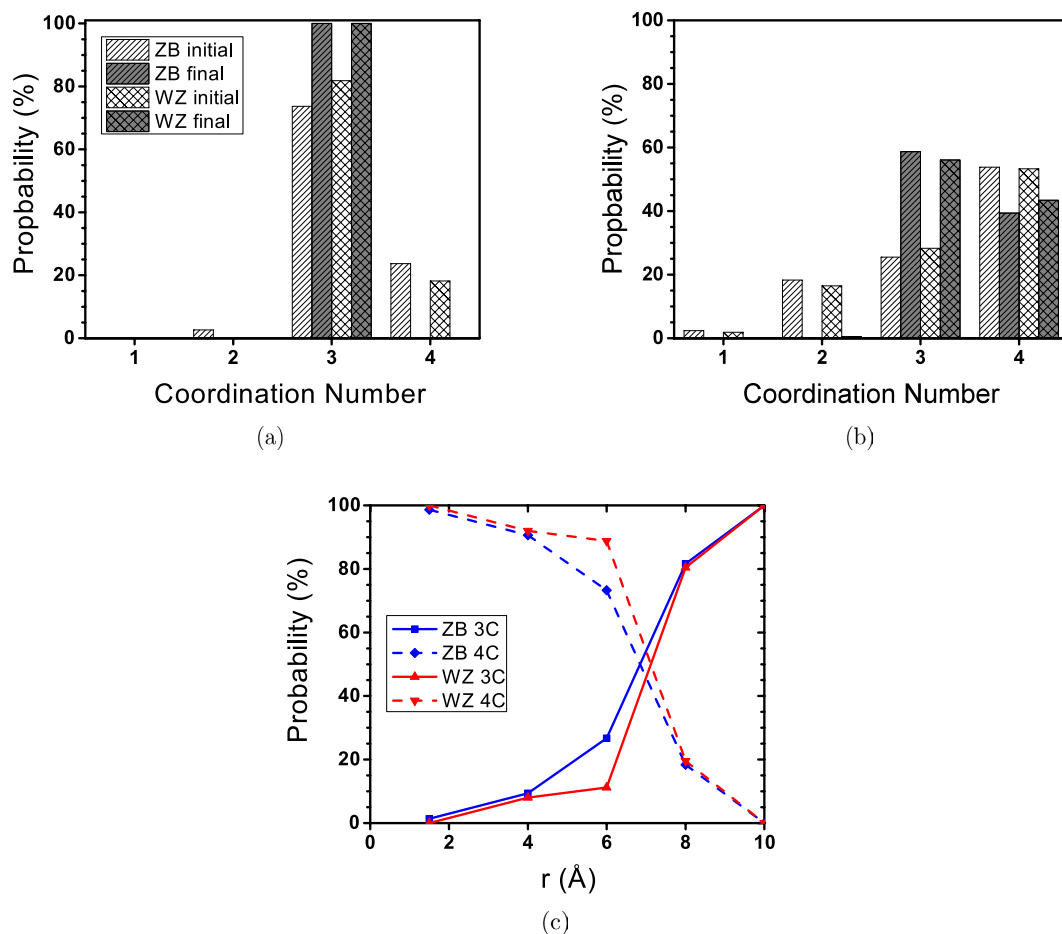 100
80
60
40
20
0
Propbability (%)
ZB initial
ZB final
WZ initial
WZ final
1 2 3 4
Coordination Number
(a)
100
80
60
40
20
0
Propbability (%)
1 2 3 4
Coordination Number
(b)
100
80
60
40
20
0
Probability (%)
ZB 3C
ZB 4C
WZ 3C
WZ 4C
0 2 4 6 8 10
r (Å)
(c)